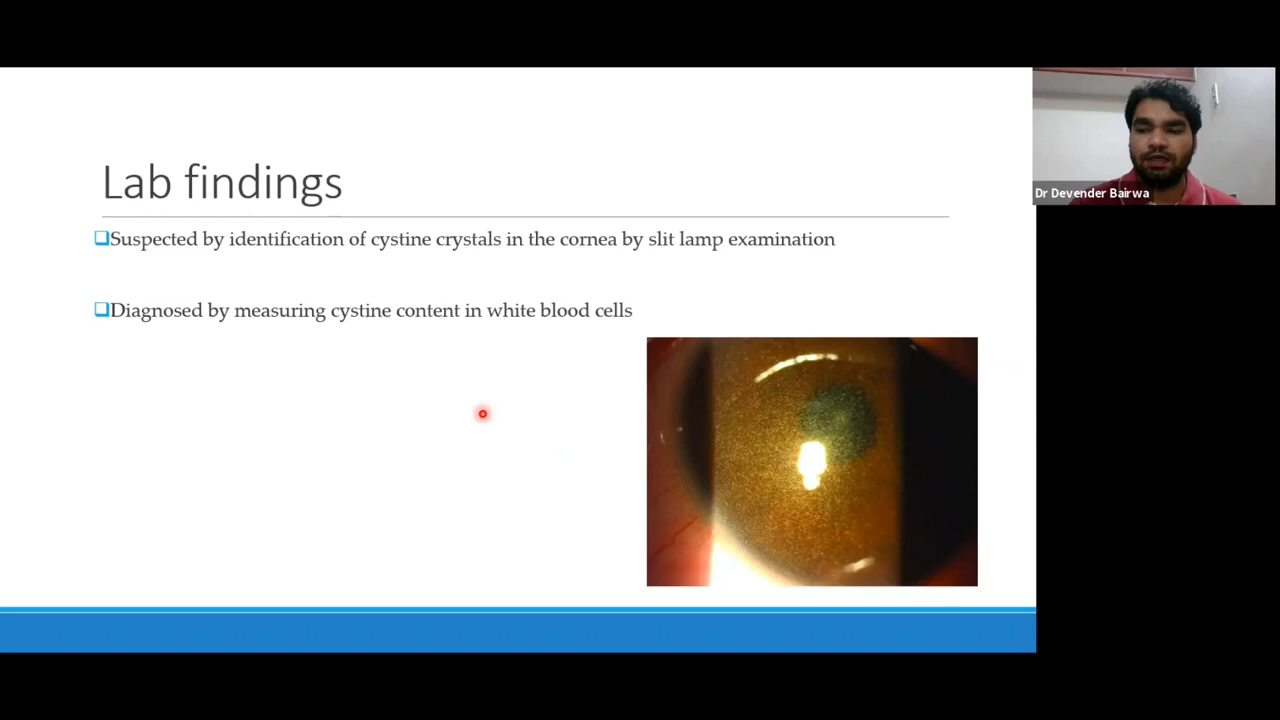 Lab findings
Suspected by identification of cystine crystals in the cornea by slit lamp examination
Diagnosed by measuring cystine content in white blood cells
Dr Devender Bairwa